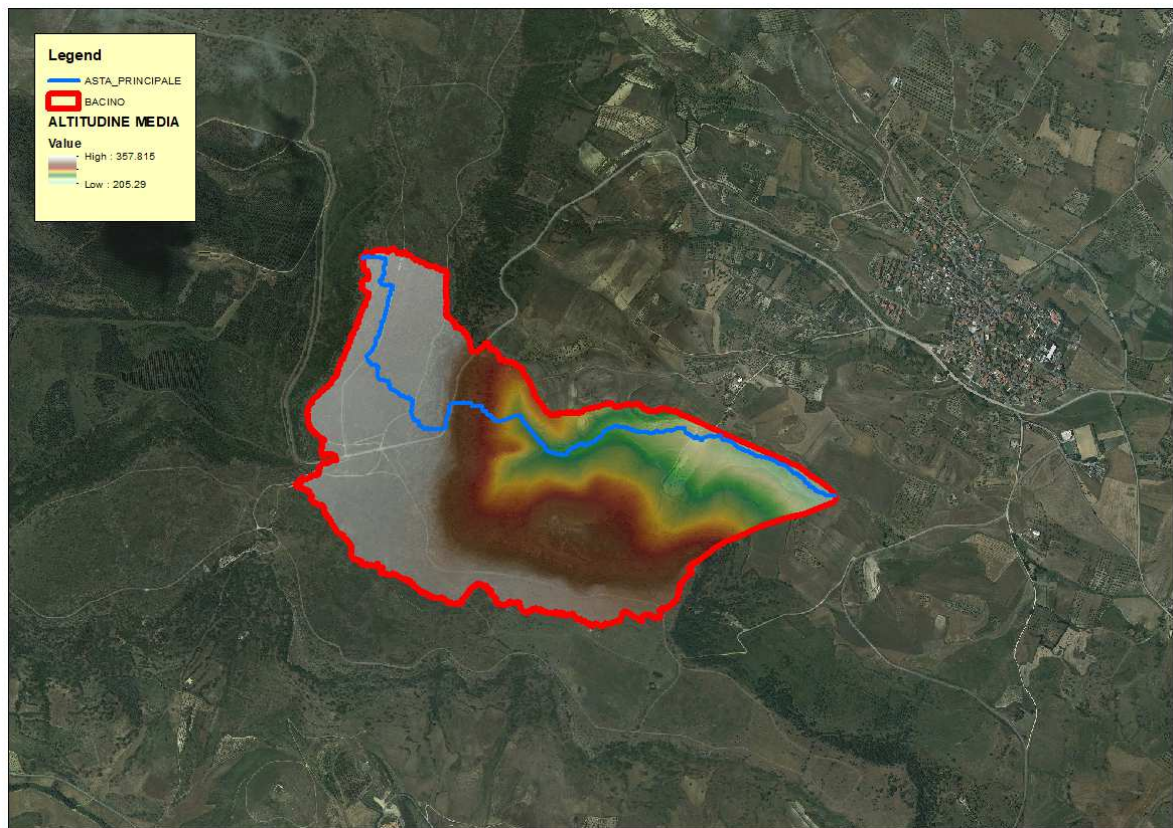 Legend
ASTA_PRINCIPALE
BACINO
ALTITUDINE MEDIA
Value
High : 357.815
Low : 205.29